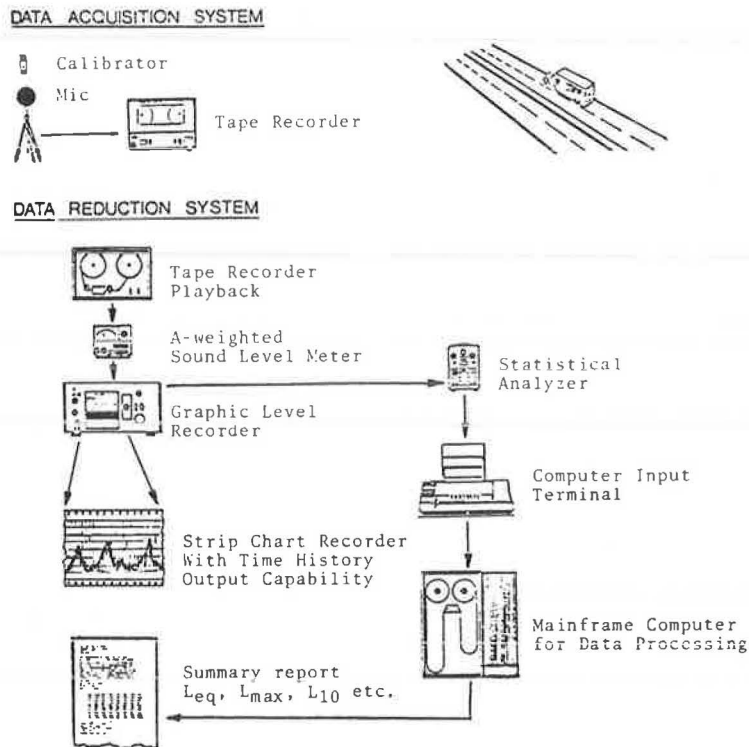 DATA ACQUISITION SYSTEM
Calibrator
Mic
Tape Recorder
DATA REDUCTION SYSTEM
Tape Recorder
Playback
A-weighted
Sound Level Meter
Graphic Level
Recorder
Statistical
Analyzer
Computer Input
Terminal
Strip Chart Recorder
With Time History
Output Capability
Mainframe Computer
for Data Processing
Summary report
Leq, Lmax, L10 etc.